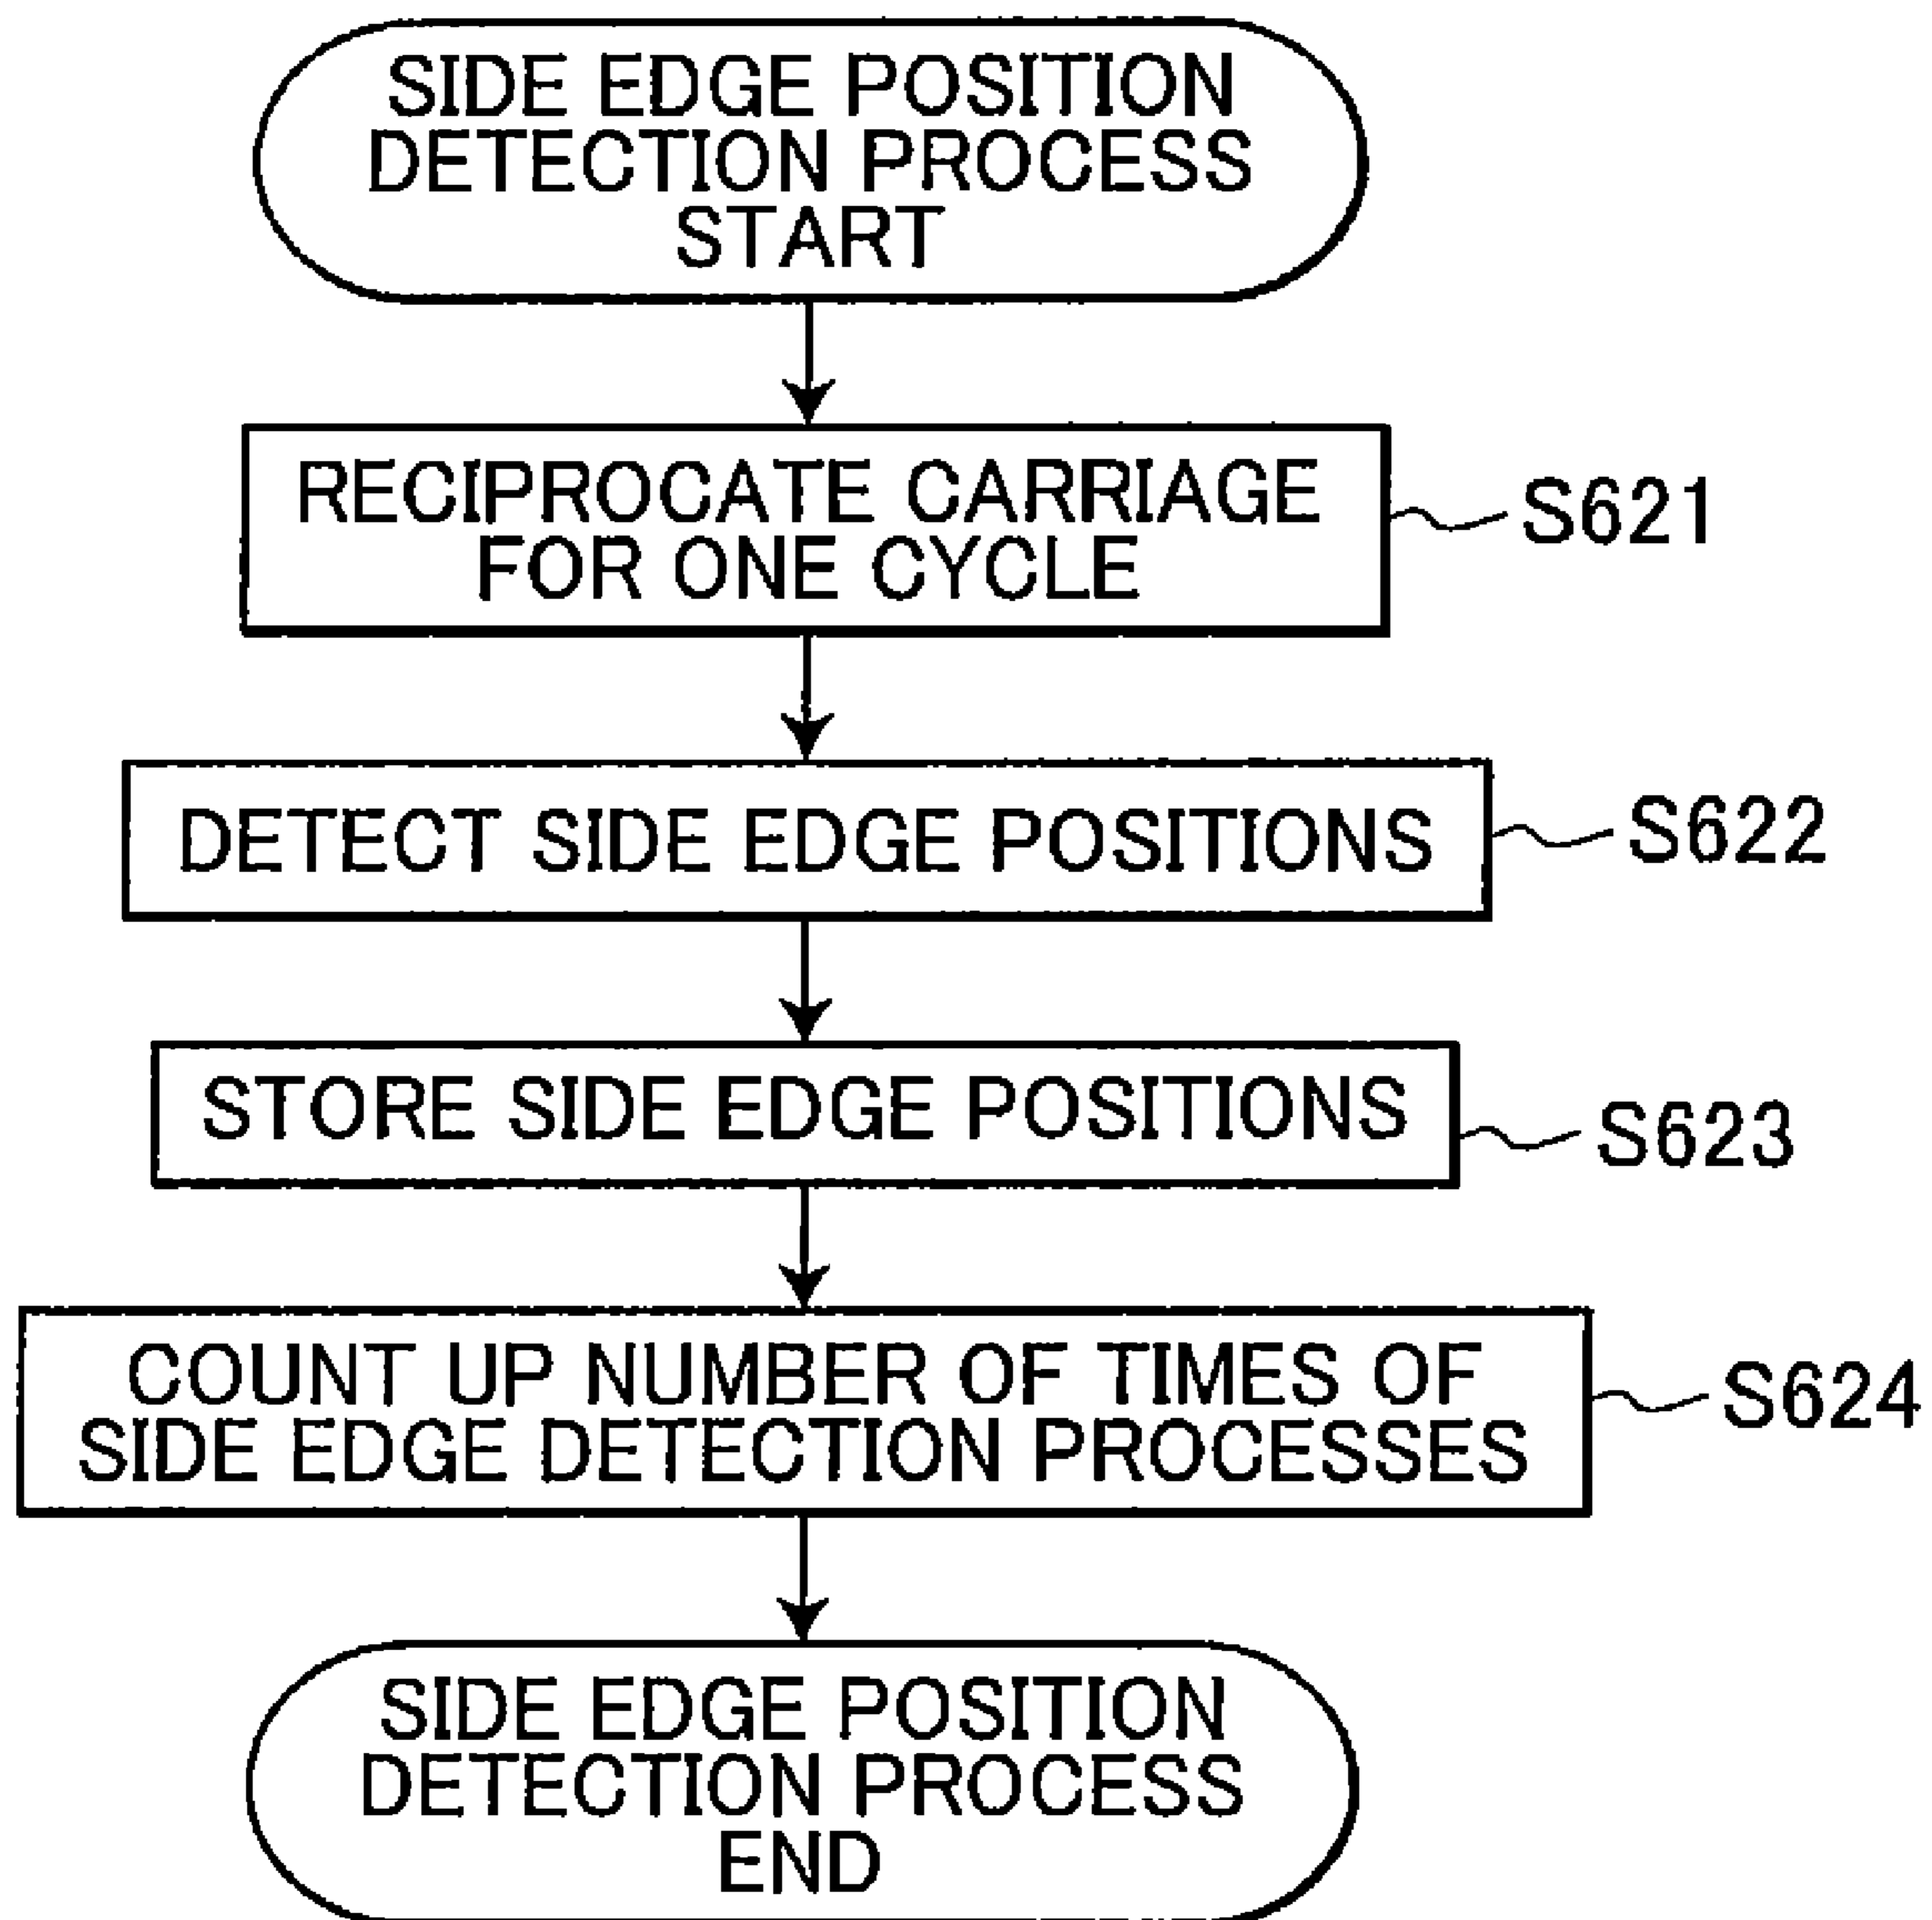 SIDE EDGE POSITION
DETECTION PROCESS
START
RECIPROCATE CARRIAGE
FOR ONE CYCLE
S621
DETECT SIDE EDGE POSITIONS
S622
STORE SIDE EDGE POSITIONS
S623
COUNT UP NUMBER OF TIMES OF
SIDE EDGE DETECTION PROCESSES
S624
SIDE EDGE POSITION
DETECTION PROCESS
END